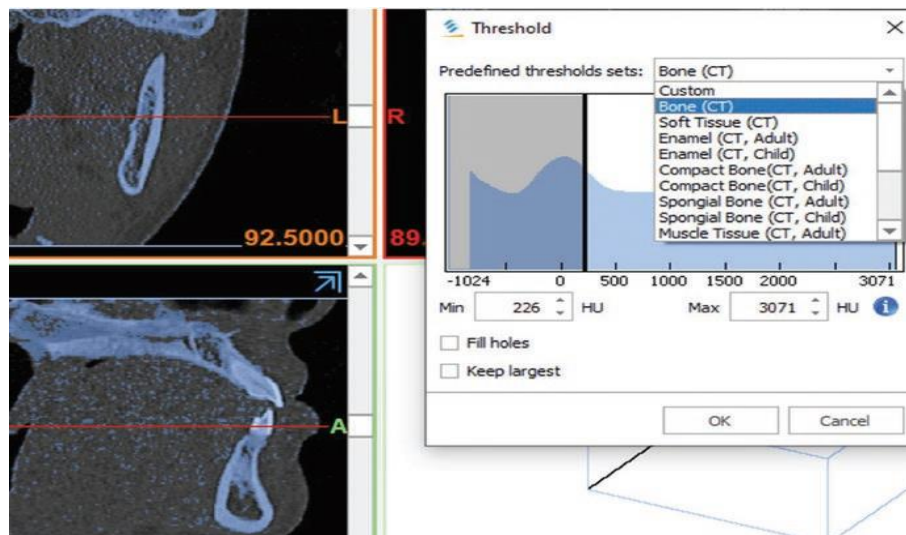 L
92.5000
A
R
89.
Threshold
Predefined thresholds sets: Bone (CT)
Custom
Bone (CT)
Soft Tissue (CT)
Enamel (CT, Adult)
Enamel (CT, Child)
Compact Bone(CT, Adult)
Compact Bone(CT, Child)
Spongial Bone (CT, Adult)
Spongial Bone (CT, Child)
Muscle Tissue (CT, Adult)
-1024 0 500 1000 2000 3071
Min 226 HU Max 3071 HU i
Fill holes
Keep largest
OK Cancel